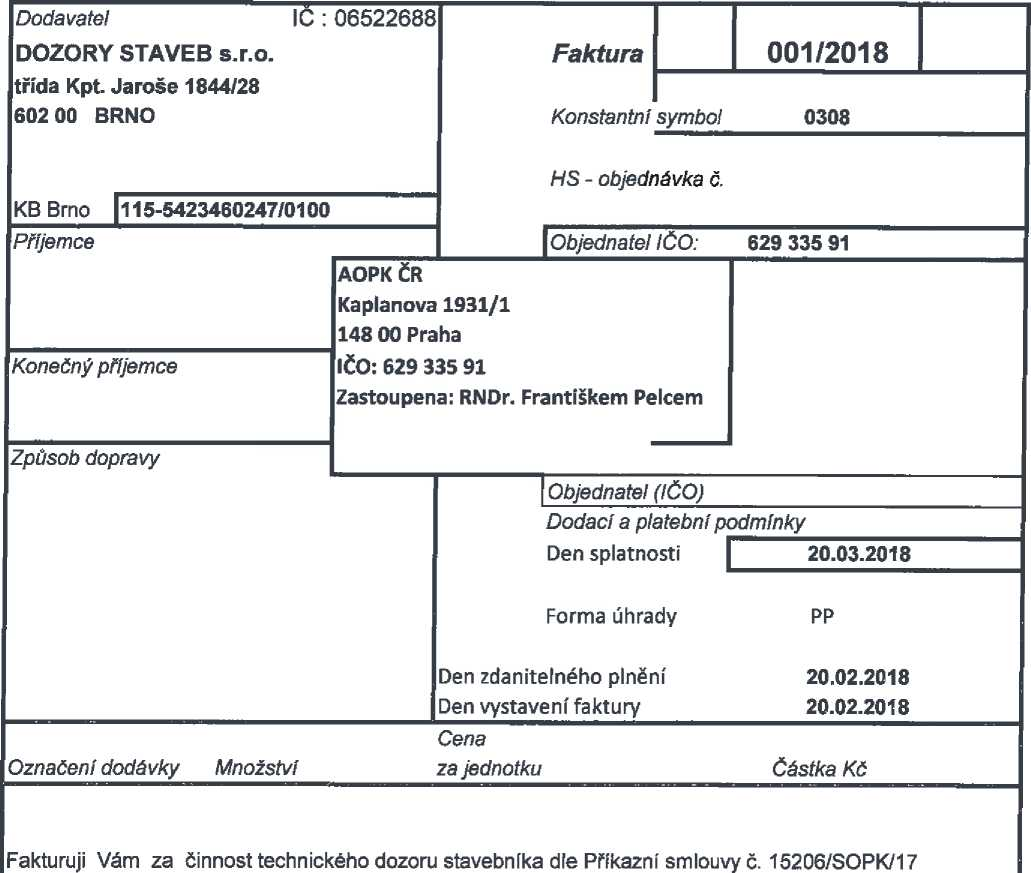 Dodavatel IČ : 06522688
DOZORY STAVEB s.r.o.
třída Kpt. Jaroše 1844/28
602 00 BRNO
KB Brno 115-5423460247/0100
Faktura 001/2018
Konstantní symbol 0308
HS - objednávka č.
Objednatel IČO: 629 335 91
Příjemce
AOPK ČR
Kaplanova 1931/1
148 00 Praha
IČO: 629 335 91
Zastoupena: RNDr. Františkem Pelcem
Konečný příjemce
Způsob dopravy
Objednatel (IČO)
Dodací a platební podmínky
Den splatnosti 20.03.2018
Forma úhrady PP
Den zdanitelného plnění 20.02.2018
Den vystavení faktury 20.02.2018
Cena
Označení dodávky Množství za jednotku Částka Kč
Fakturuji Vám za činnost technického dozoru stavebníka dle Příkazní smlouvy č. 15206/SOPK/17